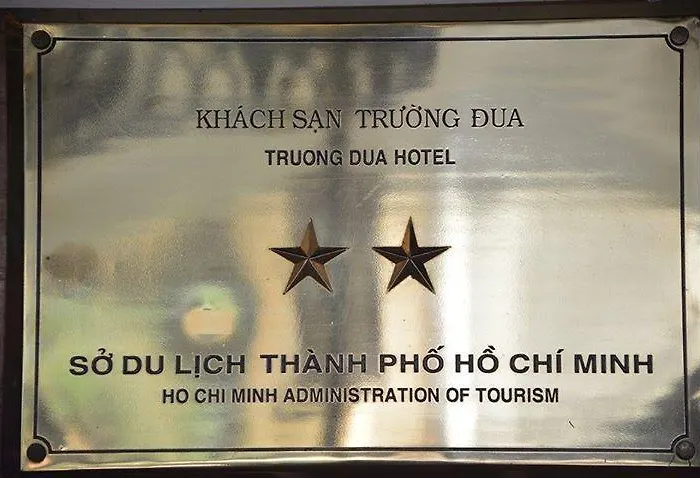 KHÁCH SẠN TRƯỜNG ĐUA
TRUONG DUA HOTEL
SỞ DU LỊCH THÀNH PHỐ HỒ CHÍ MINH
HO CHI MINH ADMINISTRATION OF TOURISM